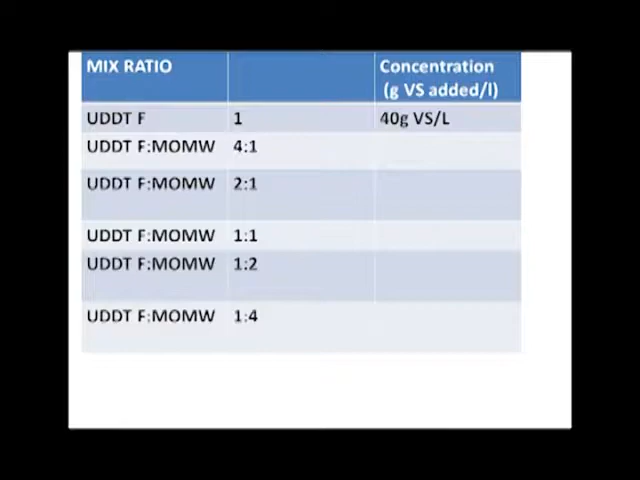 MIX RATIO Concentration
(g VS added/l)
UDDT F 1 40g VS/L
UDDT F:MOMW 4:1
UDDT F:MOMW 2:1
UDDT F:MOMW 1:1
UDDT F:MOMW 1:2
UDDT F:MOMW 1:4